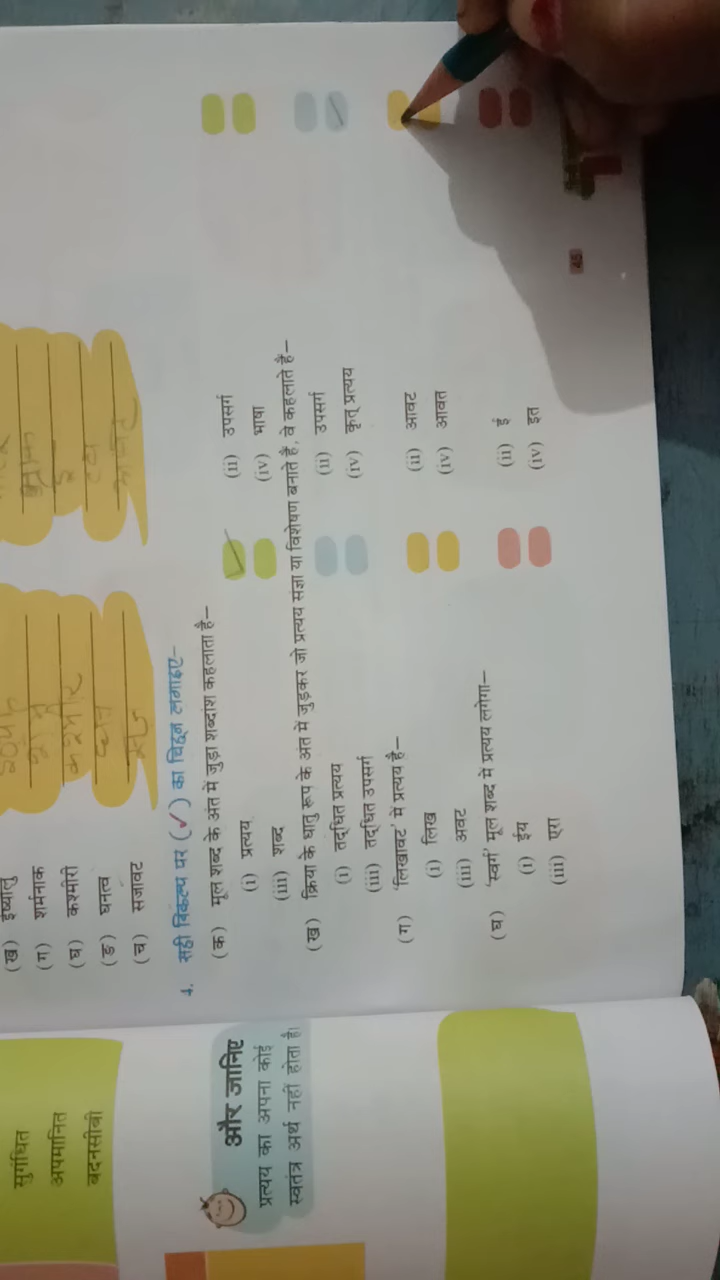 सुगंधित
अपमानित
बदनसीबी
और जानिए
प्रत्यय का अपना कोई
स्वतंत्र अर्थ नहीं होता है।
(ख) ईर्ष्यालु
(ग) शर्मनाक
(घ) कश्मीरी
(ङ) घनत्व
(च) सजावट
4. सही विकल्प पर (✓) का चिह्न लगाइए–
(क) मूल शब्द के अंत में जुड़ा शब्दांश कहलाता है–
(i) प्रत्यय (ii) उपसर्ग
(iii) शब्द (iv) भाषा
(ख) क्रिया के धातु रूप के अंत में जुड़कर जो प्रत्यय संज्ञा या विशेषण बनाते हैं, वे कहलाते हैं–
(i) तद्धित प्रत्यय (ii) उपसर्ग
(iii) तद्धित उपसर्ग (iv) कृत् प्रत्यय
(ग) 'लिखावट' में प्रत्यय है–
(i) लिख (ii) आवट
(iii) अवट (iv) आवत
(घ) 'स्वर्ग' मूल शब्द में प्रत्यय लगेगा–
(i) ईय (ii) ई
(iii) एरा (iv) इत
45